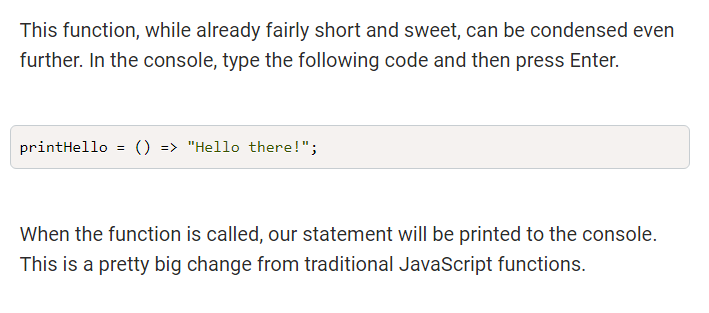 This function, while already fairly short and sweet, can be condensed even
further. In the console, type the following code and then press Enter.
printHello = () => "Hello there!";
When the function is called, our statement will be printed to the console.
This is a pretty big change from traditional JavaScript functions.